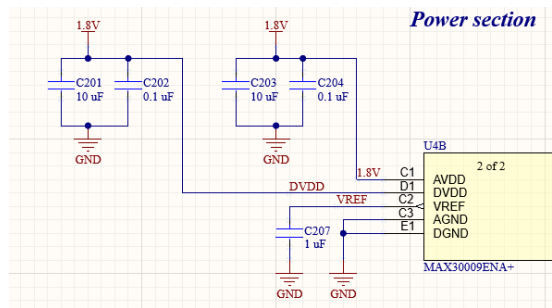 Power section
1.8V
1.8V
C201
10 uF
C202
0.1 uF
C203
10 uF
C204
0.1 uF
GND
GND
U4B
2 of 2
1.8V
C1
AVDD
DVDD
D1
DVDD
VREF
C2
VREF
C3
AGND
E1
DGND
C207
1 uF
MAX30009ENA+
GND
GND